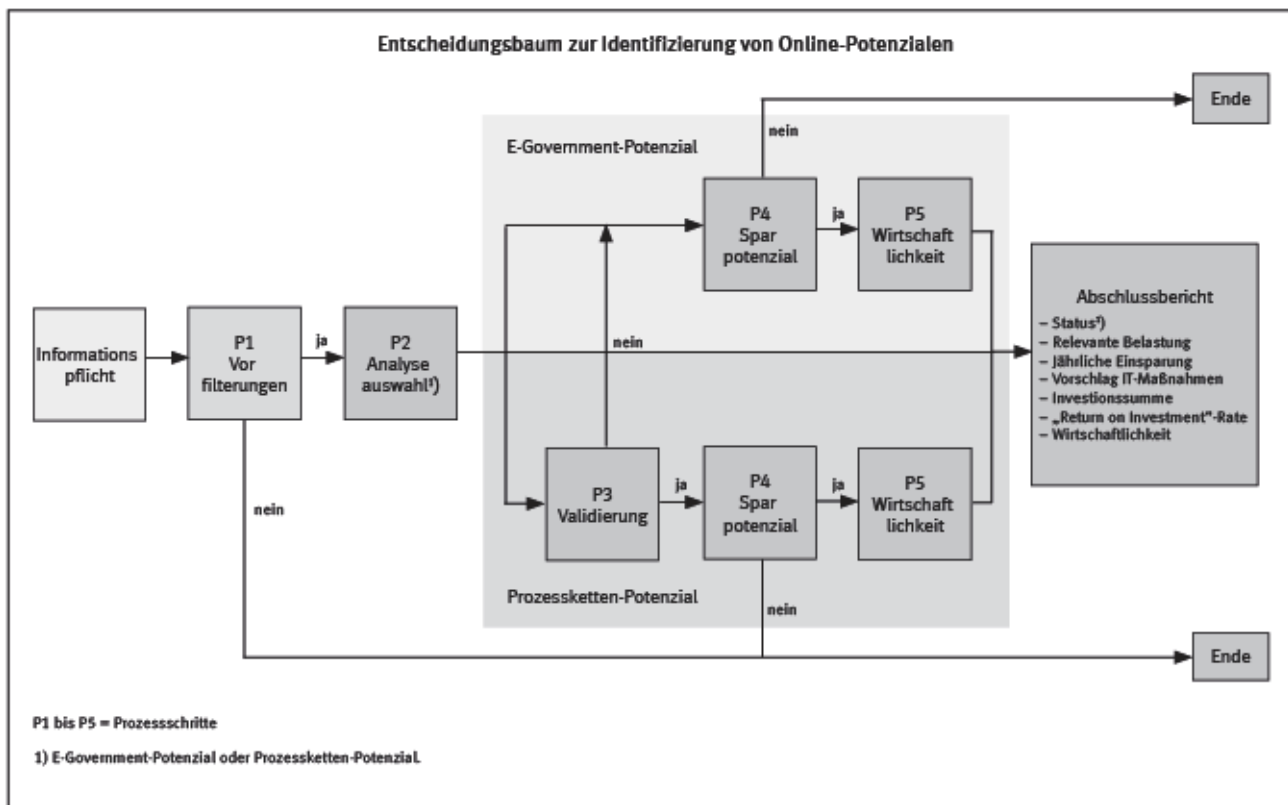 Entscheidungsbaum zur Identifizierung von Online-Potenzialen
Ende
nein
E-Government-Potenzial
P4
Spar
potenzial
ja
P5
Wirtschaft
lichkeit
Informations
pflicht
P1
Vor
filterungen
ja
P2
Analyse
auswahl¹)
nein
Abschlussbericht
– Status¹)
– Relevante Belastung
– Jährliche Einsparung
– Vorschlag IT-Maßnahmen
– Investionssumme
– „Return on Investment"-Rate
– Wirtschaftlichkeit
nein
P3
Validierung
ja
P4
Spar
potenzial
ja
P5
Wirtschaft
lichkeit
Prozessketten-Potenzial
nein
Ende
P1 bis P5 = Prozessschritte
1) E-Government-Potenzial oder Prozessketten-Potenzial.